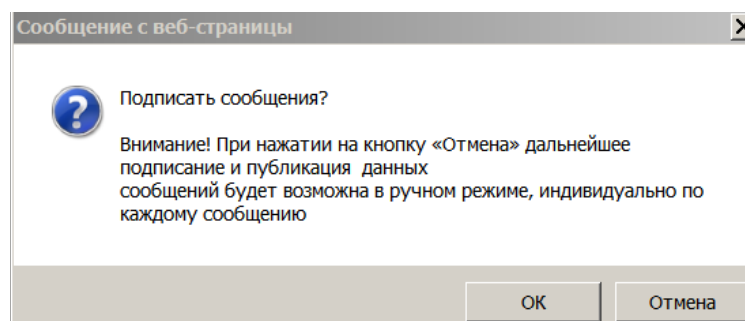 Сообщение с веб-страницы
Подписать сообщения?
Внимание! При нажатии на кнопку «Отмена» дальнейшее
подписание и публикация данных
сообщений будет возможна в ручном режиме, индивидуально по
каждому сообщению
ОК
Отмена